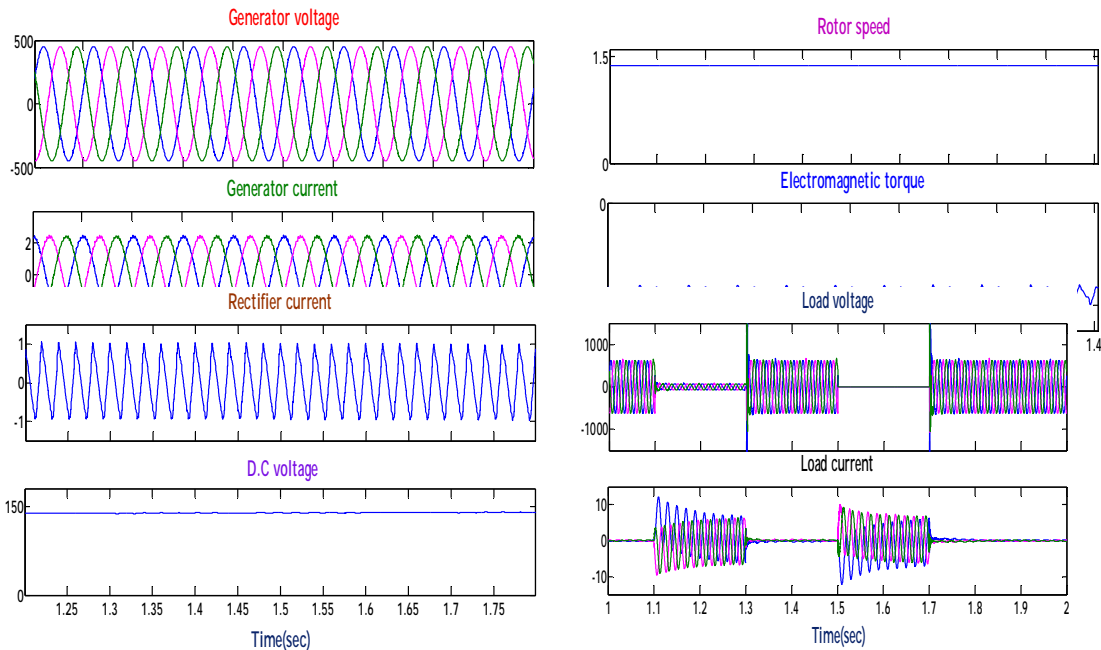 Generator voltage
500
0
-500
Generator current
2
0
Rectifier current
1
0
-1
D.C voltage
150
0
1.25 1.3 1.35 1.4 1.45 1.5 1.55 1.6 1.65 1.7 1.75
Time(sec)
Rotor speed
1.5
0
Electromagnetic torque
0
1.4
Load voltage
1000
0
-1000
Load current
10
0
-10
1 1.1 1.2 1.3 1.4 1.5 1.6 1.7 1.8 1.9 2
Time(sec)